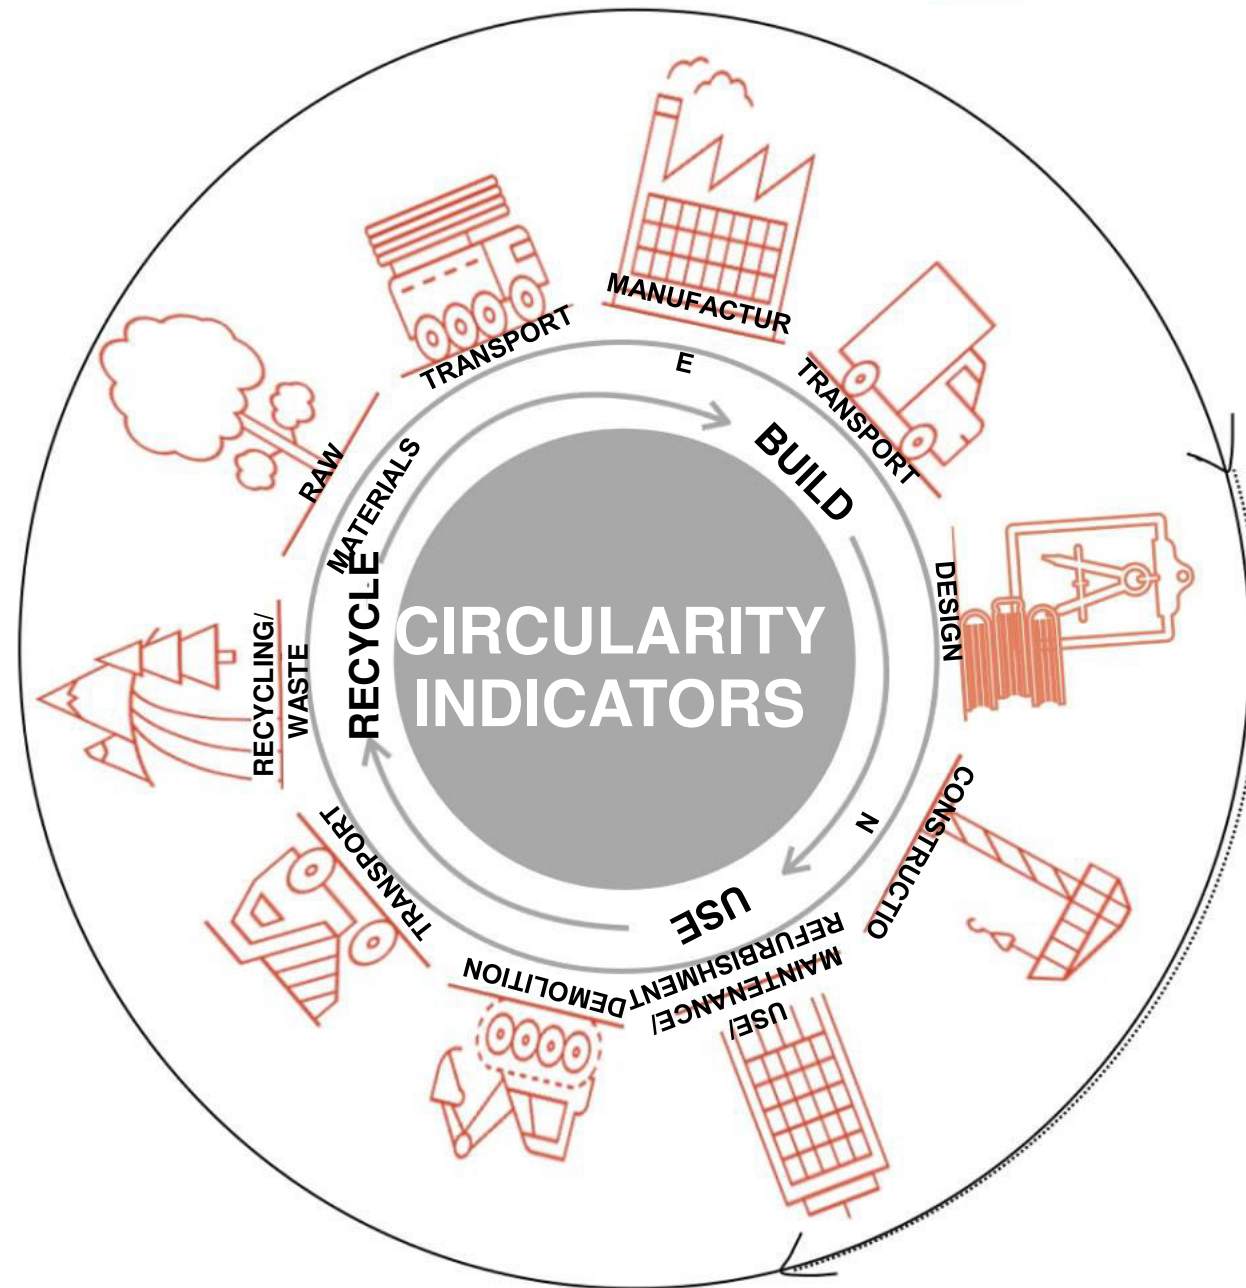 CIRCULARITY
INDICATORS
BUILD
USE
RECYCLE
RAW
MATERIALS
TRANSPORT
MANUFACTUR
E
TRANSPORT
DESIGN
CONSTRUCTIO
N
USE/
MAINTENANCE/
REFURBISHMENT
DEMOLITION
TRANSPORT
RECYCLING/
WASTE